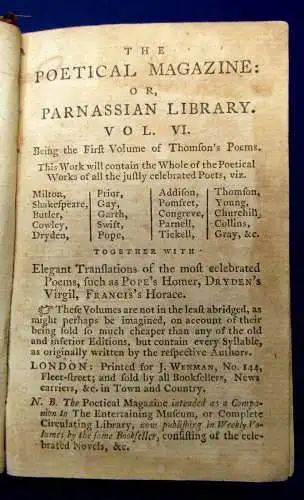 THE
POETICAL MAGAZINE:
OR,
PARNASSIAN LIBRARY.
VOL. VI.
Being the First Volume of Thomson's Poems.
This Work will contain the Whole of the Poetical
Works of all the justly celebrated Poets, viz.
Milton, Prior, Addison, Thomson,
Shakespeare, Gay, Pomfret, Young,
Butler, Garth, Congreve, Churchill,
Cowley, Swift, Parnell, Collins,
Dryden, Pope, Tickell, Gray, &c.
TOGETHER WITH
Elegant Translations of the most celebrated
Poems, such as POPE's Homer, DRYDEN's
Virgil, FRANCIS's Horace.
☞ These Volumes are not in the least abridged, as
might perhaps be imagined, on account of their
being sold so much cheaper than any of the old
and inferior Editions, but contain every Syllable,
as originally written by the respective Authors.
LONDON: Printed for J. WENMAN, No. 144,
Fleet-street; and sold by all Booksellers, News
carriers, &c. in Town and Country.
N. B. The Poetical Magazine intended as a Compa-
nion to The Entertaining Museum, or Complete
Circulating Library, now publishing in Weekly Vo-
lumes by the same Bookseller, consisting of the cele-
brated Novels, &c.